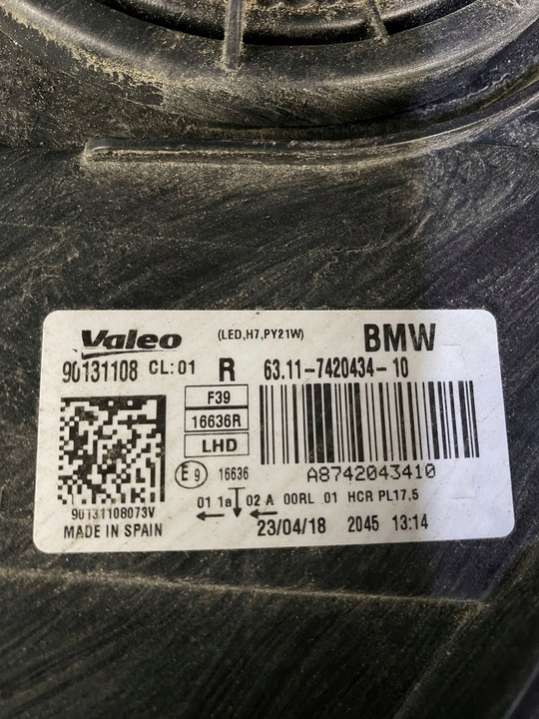 Valeo (LED,H7,PY21W) BMW
90131108 CL:01 R 63.11-7420434-10
F39
16636R
LHD
E9 16636 A8742043410
01 1a 02 A 00RL 01 HCR PL17,5
90131108073V
MADE IN SPAIN 23/04/18 2045 13:14